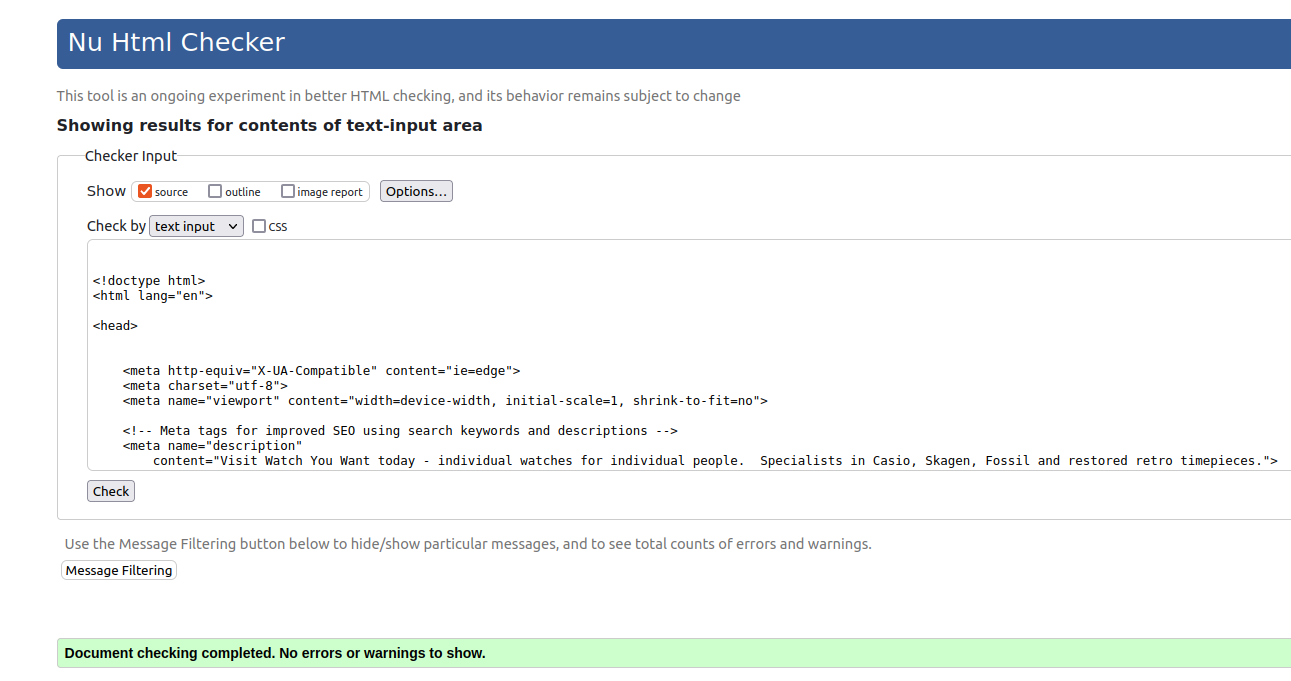 Nu Html Checker
This tool is an ongoing experiment in better HTML checking, and its behavior remains subject to change
Showing results for contents of text-input area
Checker Input
Show source outline image report Options...
Check by text input css
<!doctype html>
<html lang="en">
<head>
<meta http-equiv="X-UA-Compatible" content="ie=edge">
<meta charset="utf-8">
<meta name="viewport" content="width=device-width, initial-scale=1, shrink-to-fit=no">
<!-- Meta tags for improved SEO using search keywords and descriptions -->
<meta name="description"
content="Visit Watch You Want today - individual watches for individual people.  Specialists in Casio, Skagen, Fossil and restored retro timepieces.">
Check
Use the Message Filtering button below to hide/show particular messages, and to see total counts of errors and warnings.
Message Filtering
Document checking completed. No errors or warnings to show.